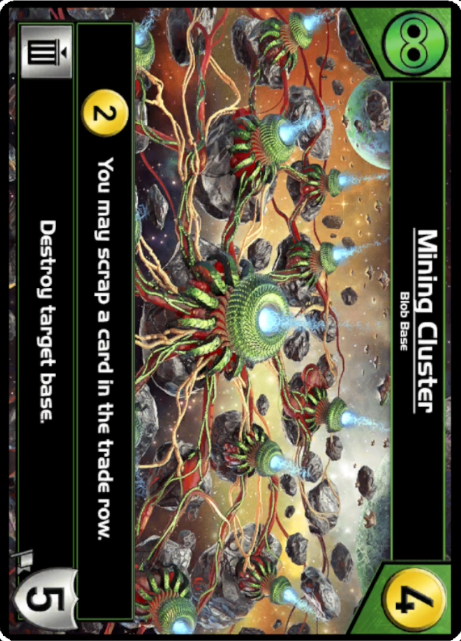 Mining Cluster
Blob Base
4
2
You may scrap a card in the trade row.
Destroy target base.
5